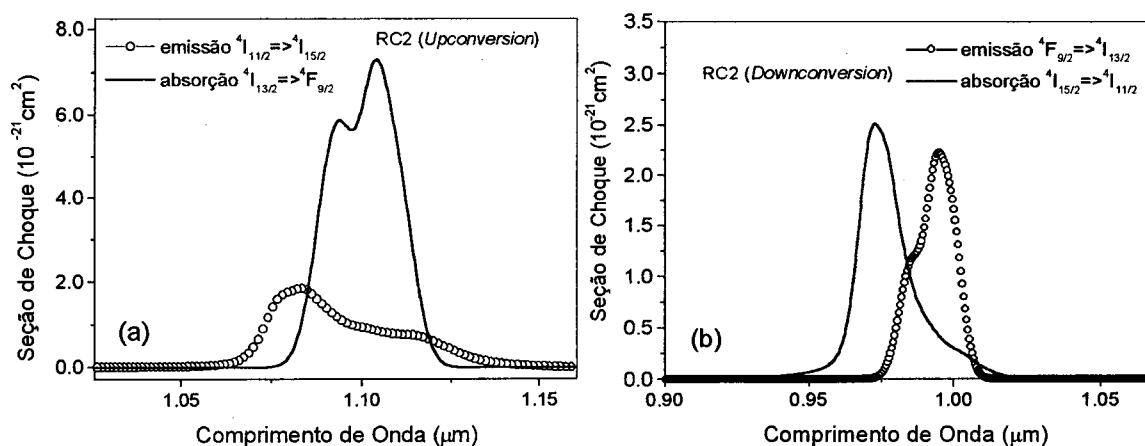 8.0
6.0
4.0
2.0
0.0
Seção de Choque (10⁻²¹cm²)
emissão ⁴I₁₁/₂=>⁴I₁₅/₂
absorção ⁴I₁₃/₂=>⁴F₉/₂
RC2 (Upconversion)
(a)
1.05
1.10
1.15
Comprimento de Onda (μm)
3.5
3.0
2.5
2.0
1.5
1.0
0.5
0.0
Seção de Choque (10⁻²¹cm²)
emissão ⁴F₉/₂=>⁴I₁₃/₂
RC2 (Downconversion)
absorção ⁴I₁₅/₂=>⁴I₁₁/₂
(b)
0.90
0.95
1.00
1.05
Comprimento de Onda (μm)